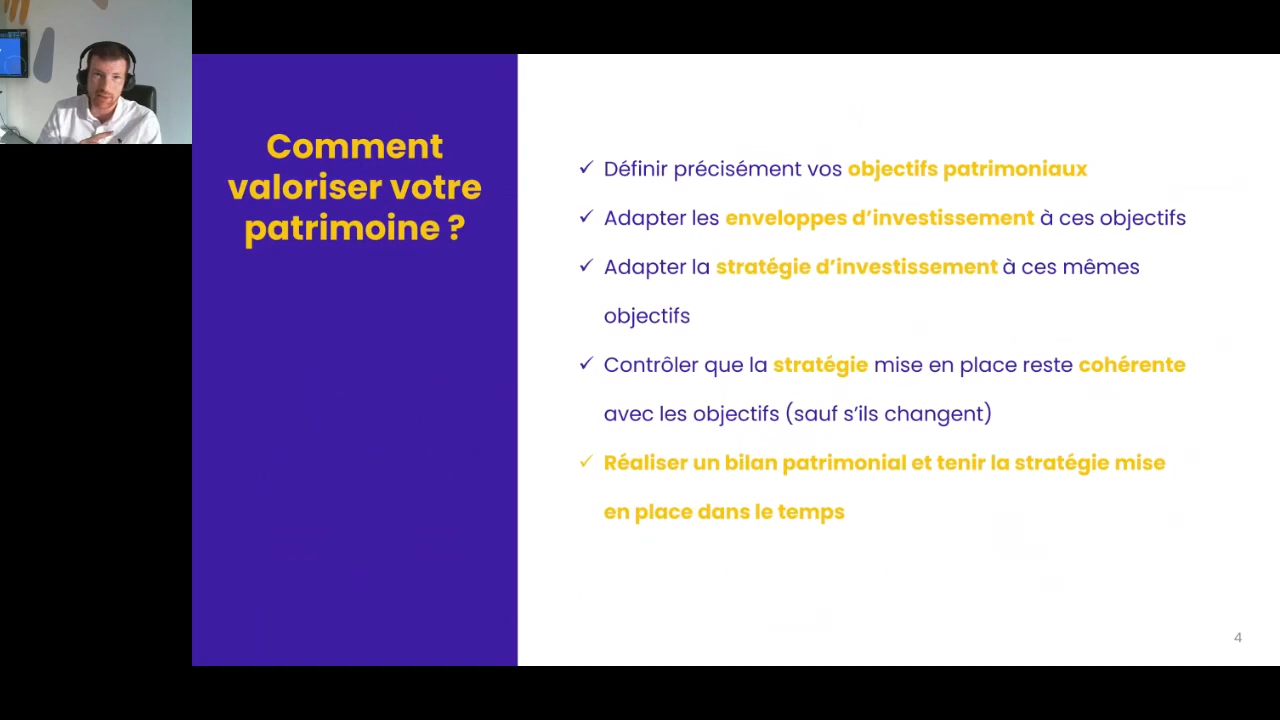 Comment
valoriser votre
patrimoine ?
✓ Définir précisément vos objectifs patrimoniaux
✓ Adapter les enveloppes d’investissement à ces objectifs
✓ Adapter la stratégie d’investissement à ces mêmes
objectifs
✓ Contrôler que la stratégie mise en place reste cohérente
avec les objectifs (sauf s’ils changent)
✓ Réaliser un bilan patrimonial et tenir la stratégie mise
en place dans le temps
4